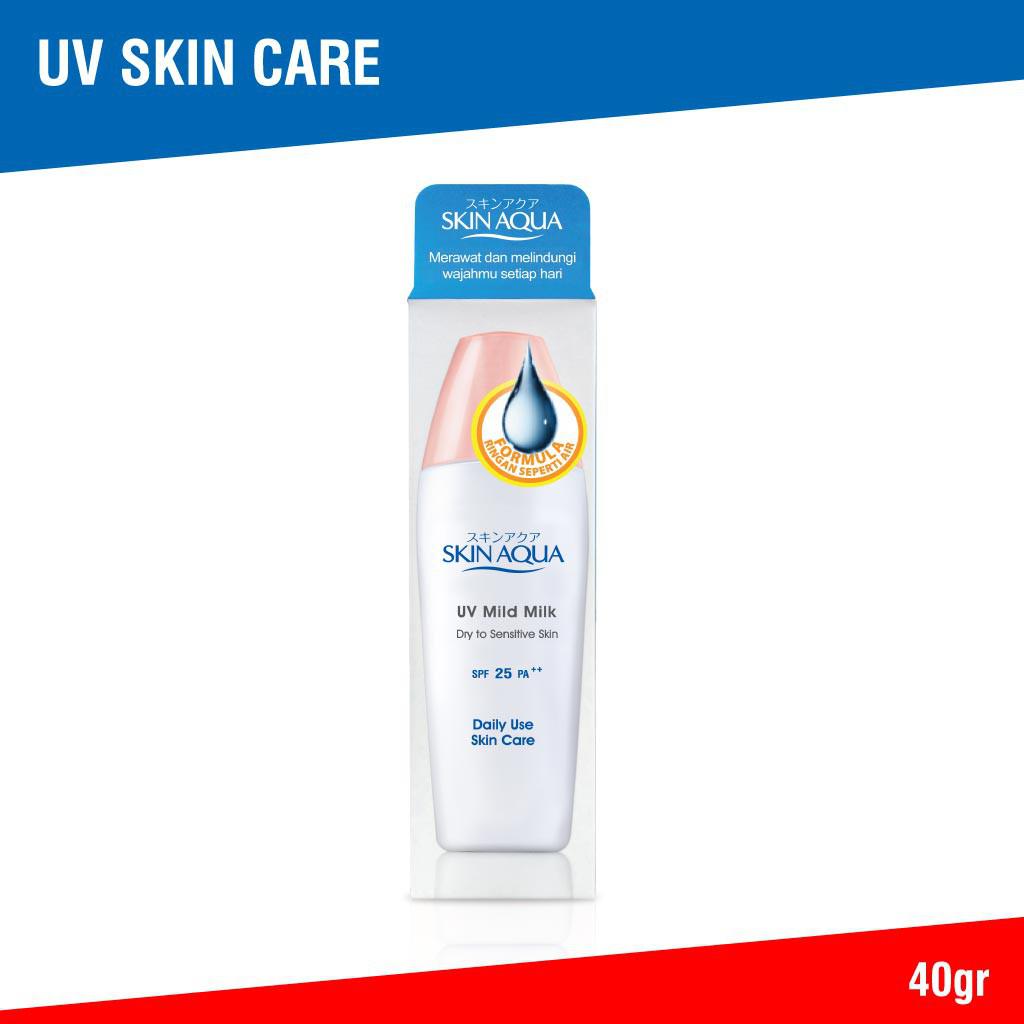 UV SKIN CARE
スキンアクア
SKIN AQUA
Merawat dan melindungi
wajahmu setiap hari
FORMULA
RINGAN SEPERTI AIR
スキンアクア
SKIN AQUA
UV Mild Milk
Dry to Sensitive Skin
SPF 25 PA++
Daily Use
Skin Care
40gr